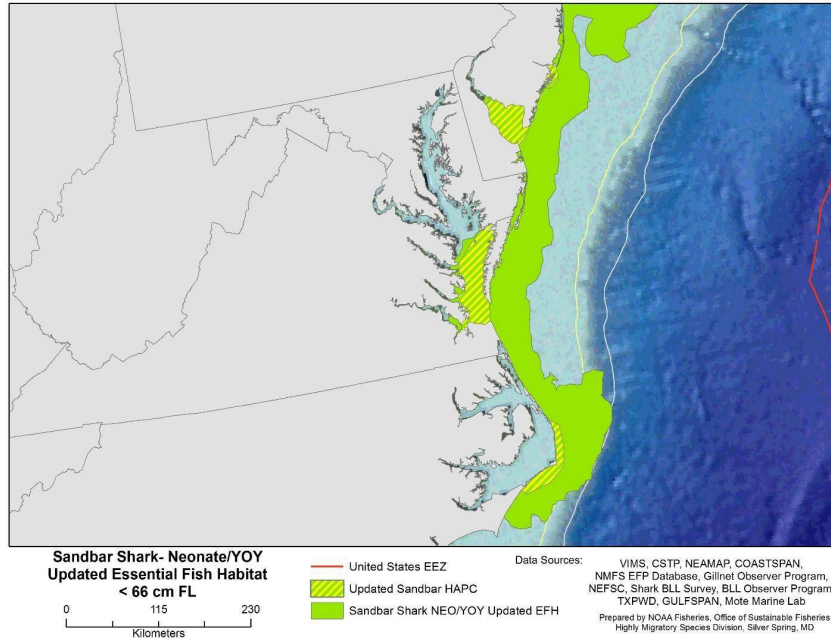 Sandbar Shark- Neonate/YOY
Updated Essential Fish Habitat
< 66 cm FL
0 115 230
Kilometers
United States EEZ
Updated Sandbar HAPC
Sandbar Shark NEO/YOY Updated EFH
Data Sources:
VIMS, CSTP, NEAMAP, COASTSPAN,
NMFS EFP Database, Gillnet Observer Program,
NEFSC, Shark BLL Survey, BLL Observer Program,
TXPWD, GULFSPAN, Mote Marine Lab
Prepared by NOAA Fisheries, Office of Sustainable Fisheries
Highly Migratory Species Division, Silver Spring, MD